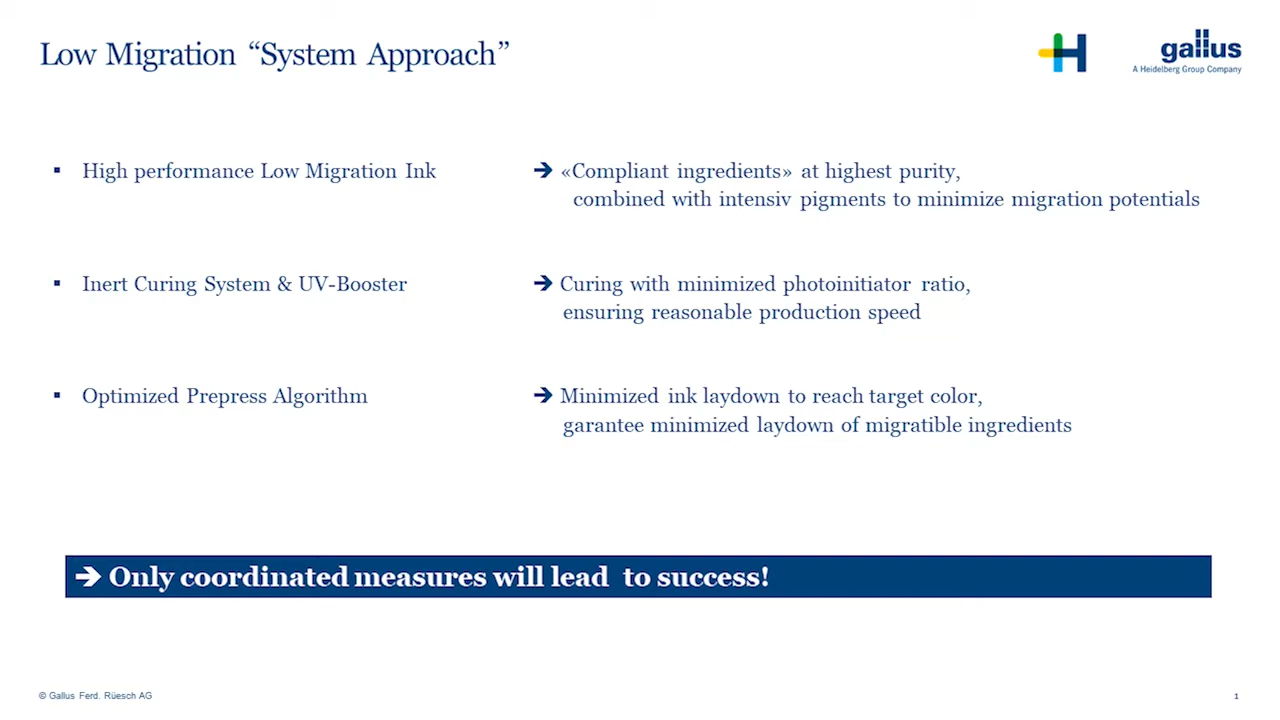 Low Migration “System Approach”
gallus
A Heidelberg Group Company
▪ High performance Low Migration Ink
➔ «Compliant ingredients» at highest purity,
combined with intensiv pigments to minimize migration potentials
▪ Inert Curing System & UV-Booster
➔ Curing with minimized photoinitiator ratio,
ensuring reasonable production speed
▪ Optimized Prepress Algorithm
➔ Minimized ink laydown to reach target color,
garantee minimized laydown of migratible ingredients
➔ Only coordinated measures will lead to success!
© Gallus Ferd. Rüesch AG
1